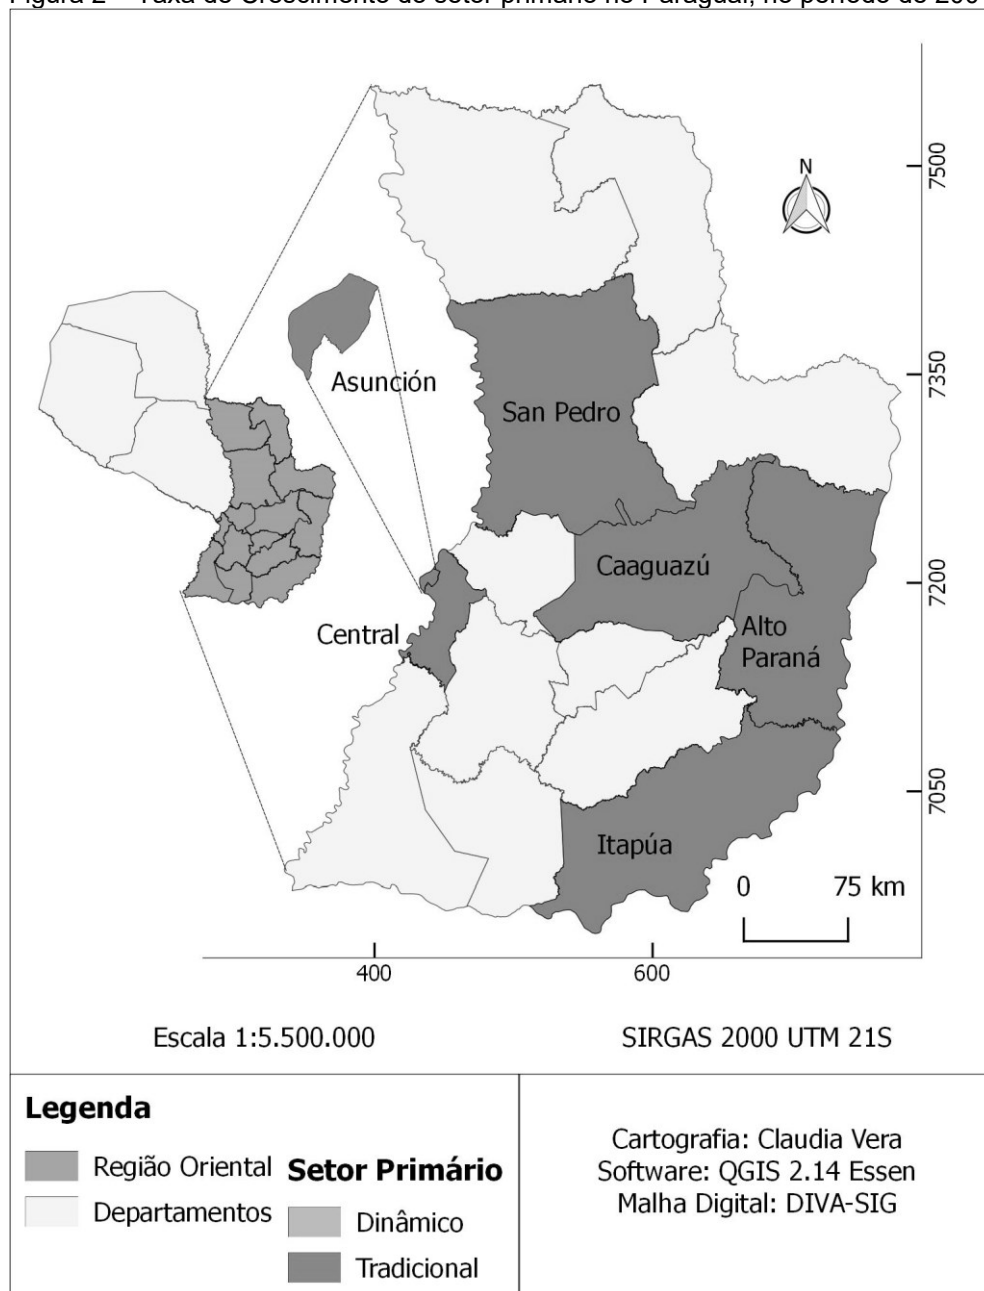 Figura 2 – Taxa de Crescimento do setor primário no Paraguai, no período de 200
N
7500
Asunción
7350
San Pedro
Caaguazú
7200
Central
Alto
Paraná
7050
Itapúa
0 75 km
400 600
Escala 1:5.500.000 SIRGAS 2000 UTM 21S
Legenda
Região Oriental
Departamentos
Setor Primário
Dinâmico
Tradicional
Cartografia: Claudia Vera
Software: QGIS 2.14 Essen
Malha Digital: DIVA-SIG